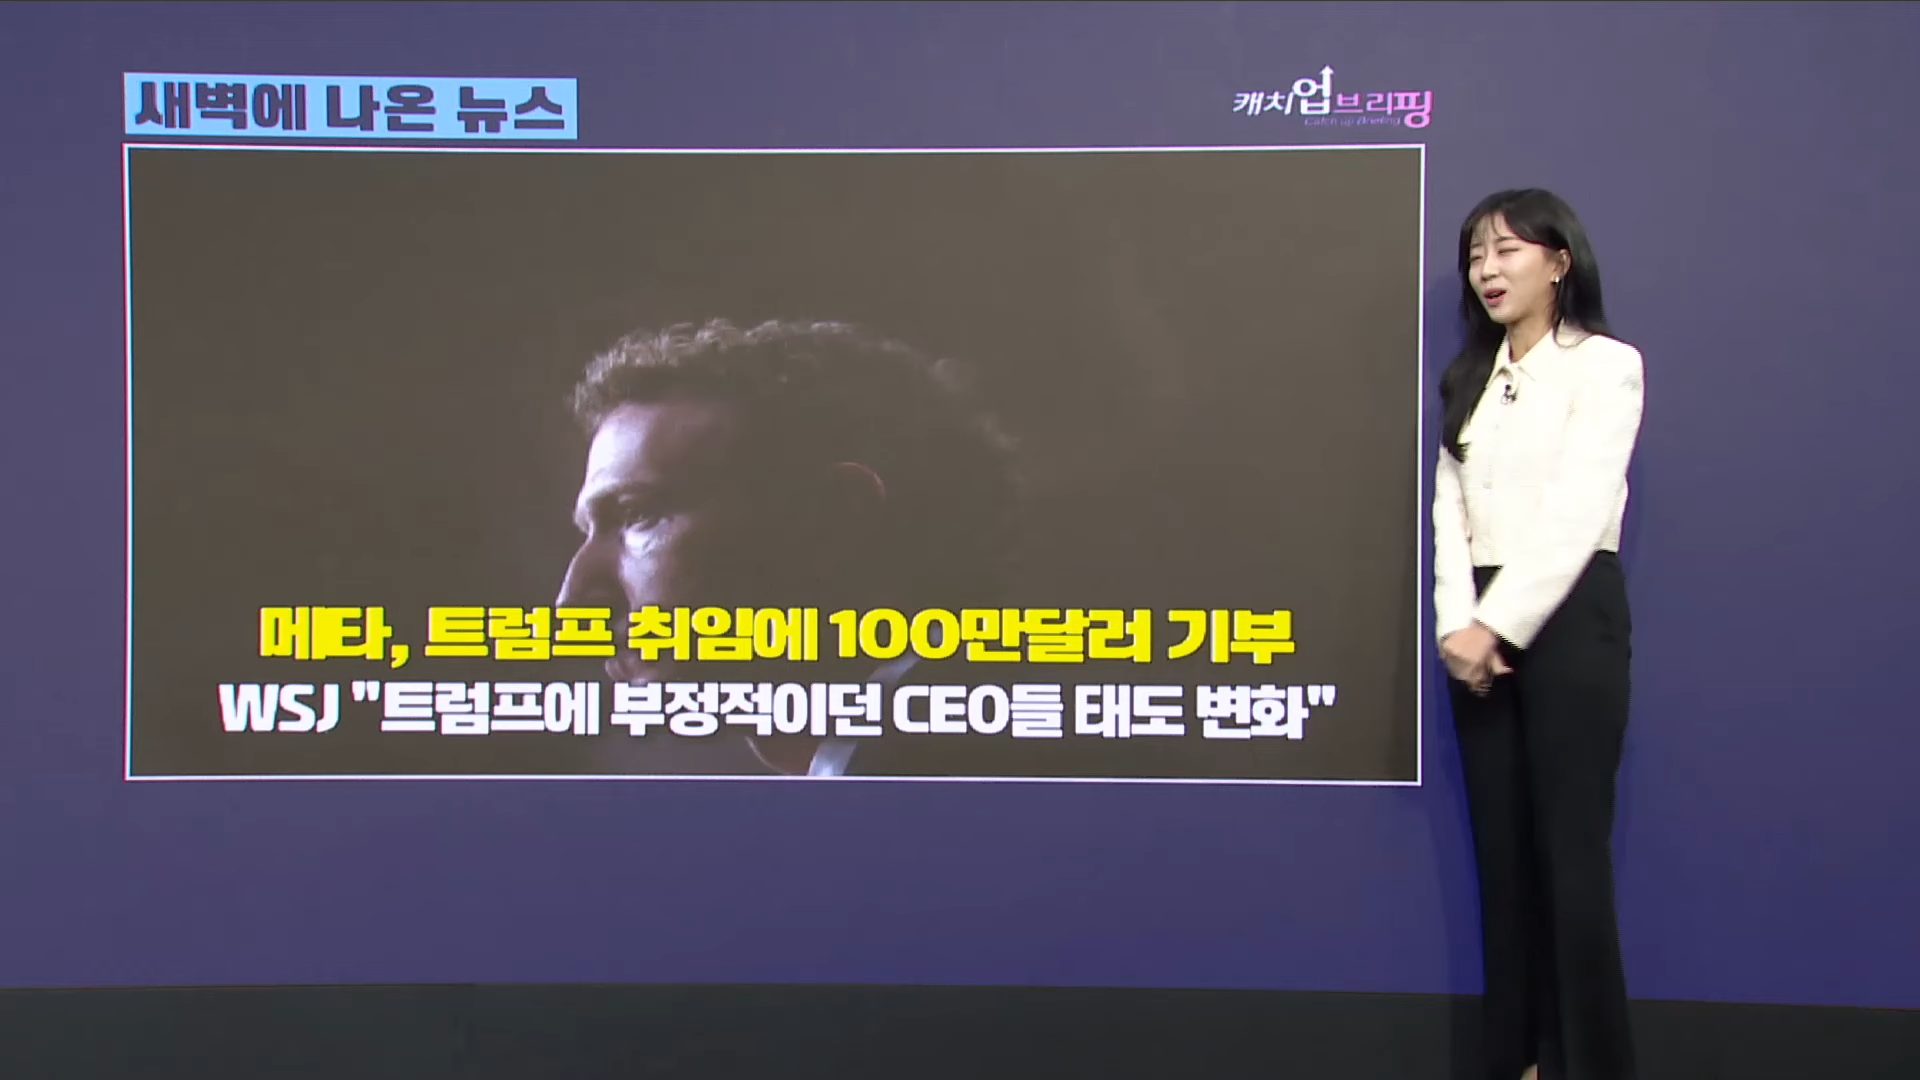 새벽에 나온 뉴스
캐치업브리핑
Catch up Briefing
메타, 트럼프 취임에 100만달러 기부
WSJ "트럼프에 부정적이던 CEO들 태도 변화"